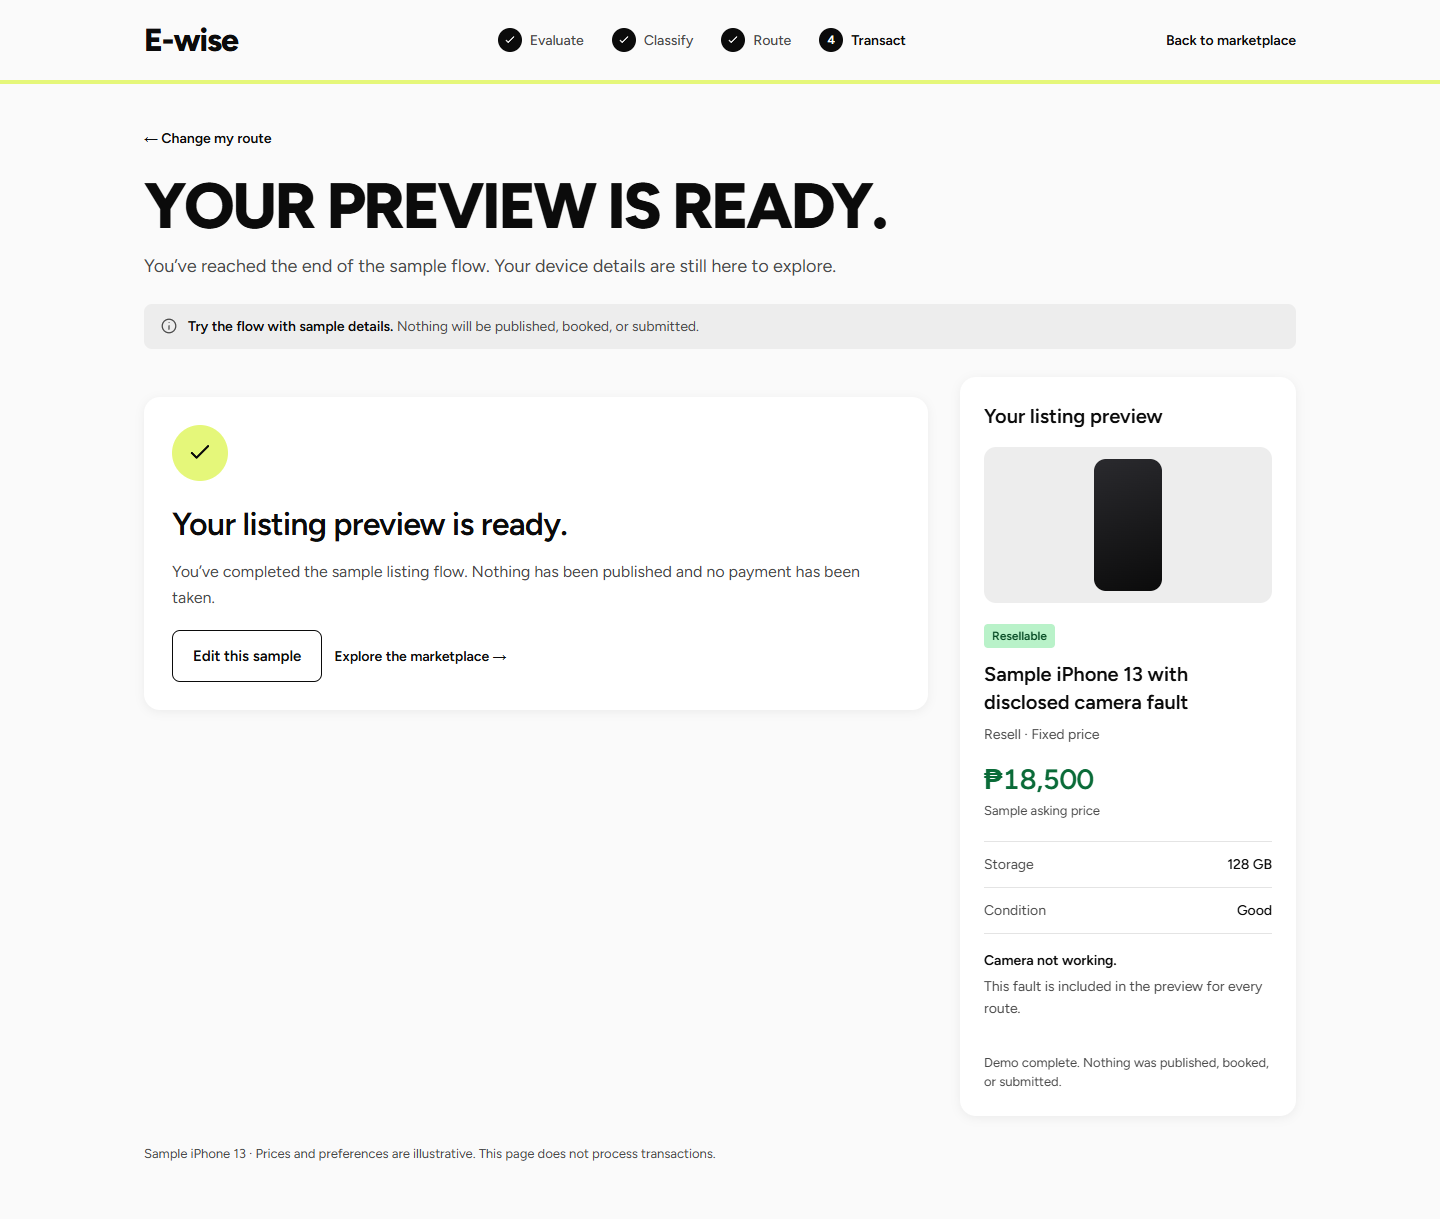 E-wise
Evaluate
Classify
Route
4 Transact
Back to marketplace
← Change my route
YOUR PREVIEW IS READY.
You’ve reached the end of the sample flow. Your device details are still here to explore.
Try the flow with sample details. Nothing will be published, booked, or submitted.
Your listing preview is ready.
You’ve completed the sample listing flow. Nothing has been published and no payment has been
taken.
Edit this sample
Explore the marketplace →
Your listing preview
Resellable
Sample iPhone 13 with
disclosed camera fault
Resell · Fixed price
₱18,500
Sample asking price
Storage 128 GB
Condition Good
Camera not working.
This fault is included in the preview for every
route.
Demo complete. Nothing was published, booked,
or submitted.
Sample iPhone 13 · Prices and preferences are illustrative. This page does not process transactions.